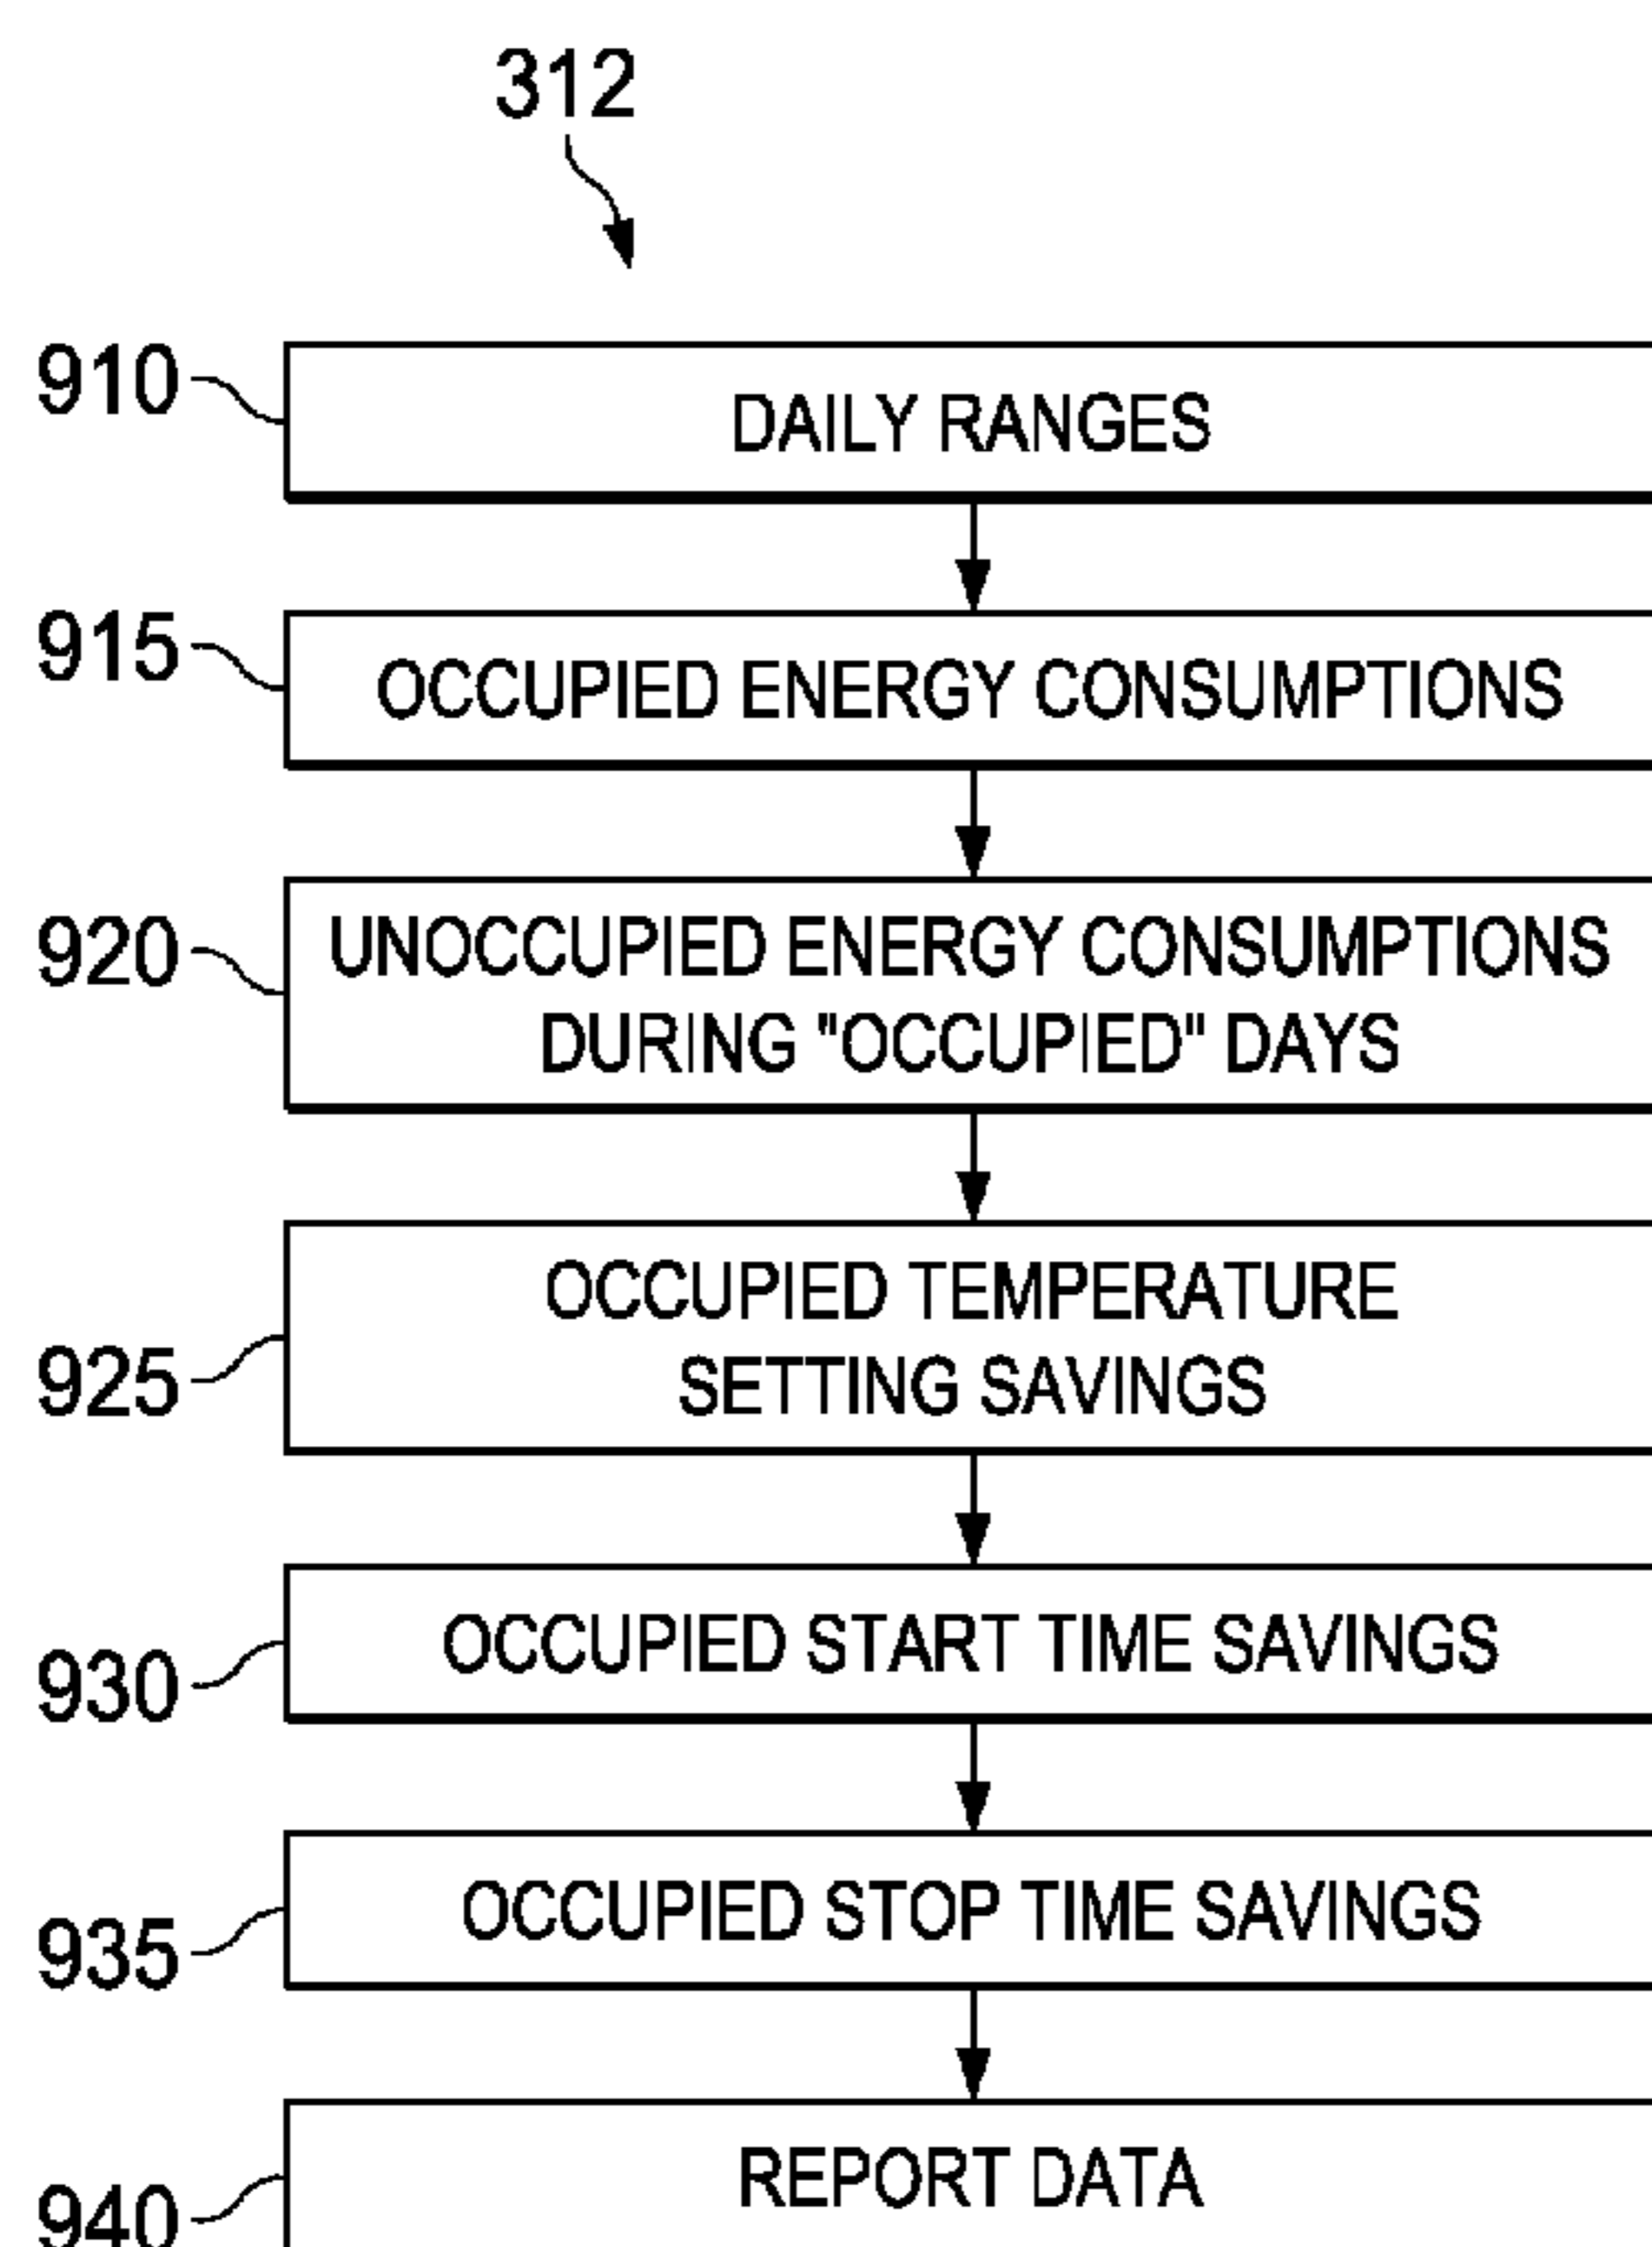 312
910
DAILY RANGES
915
OCCUPIED ENERGY CONSUMPTIONS
920
UNOCCUPIED ENERGY CONSUMPTIONS
DURING "OCCUPIED" DAYS
925
OCCUPIED TEMPERATURE
SETTING SAVINGS
930
OCCUPIED START TIME SAVINGS
935
OCCUPIED STOP TIME SAVINGS
940
REPORT DATA